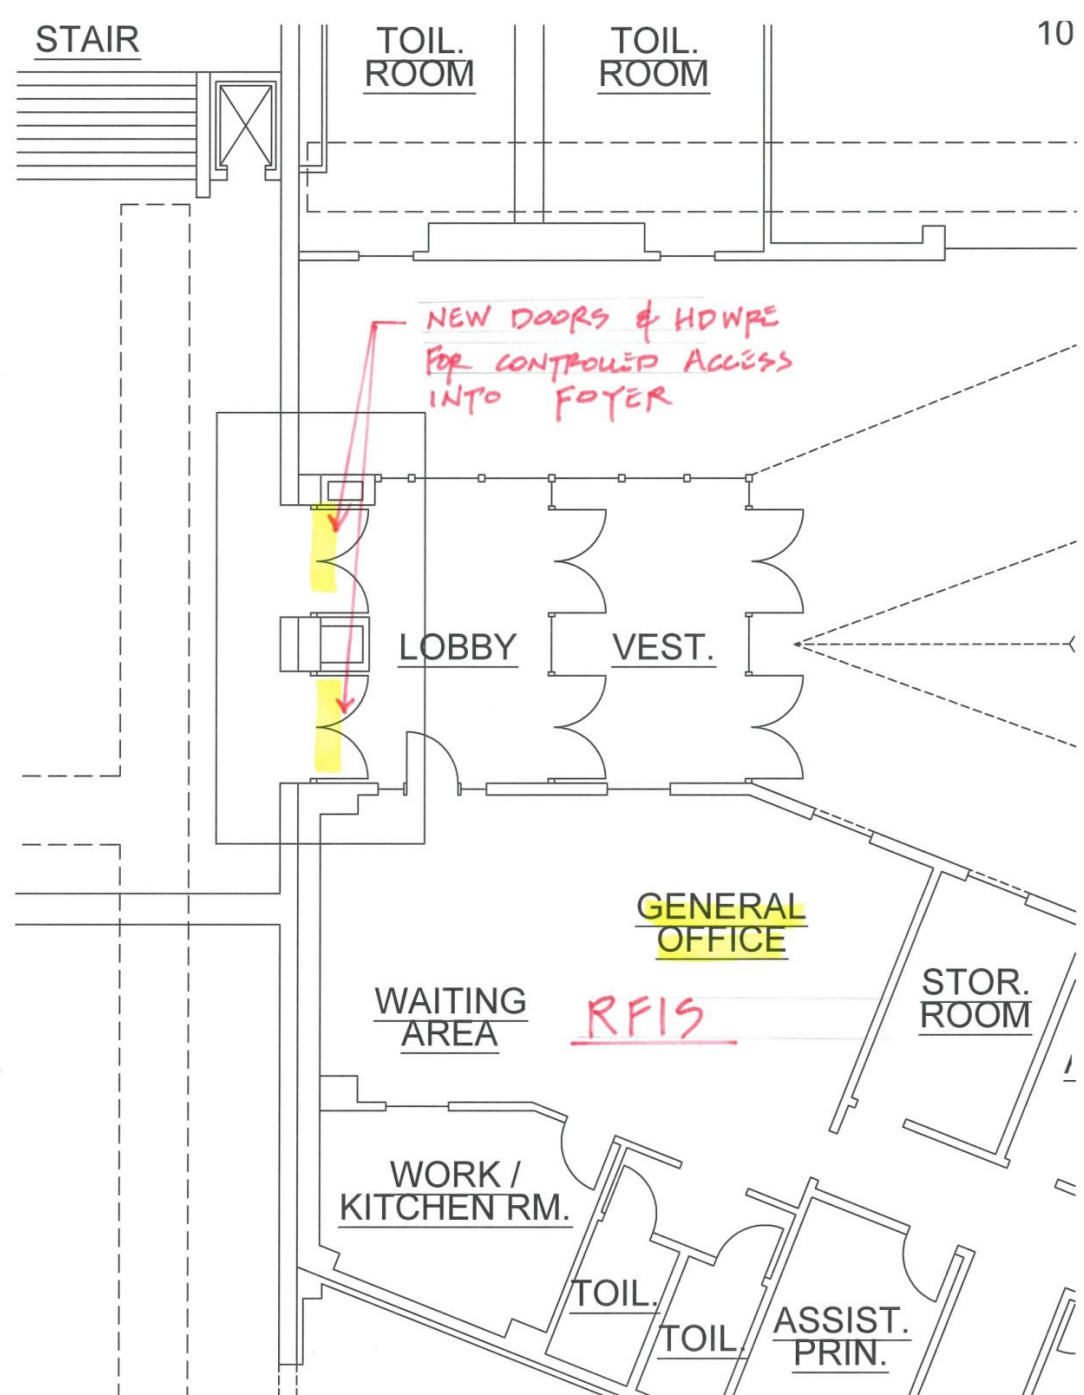 STAIR
TOIL.
ROOM
TOIL.
ROOM
10
NEW DOORS & HDWRE
FOR CONTROLLED ACCESS
INTO FOYER
LOBBY
VEST.
GENERAL
OFFICE
WAITING
AREA
RFIS
STOR.
ROOM
WORK /
KITCHEN RM.
TOIL.
TOIL.
ASSIST.
PRIN.